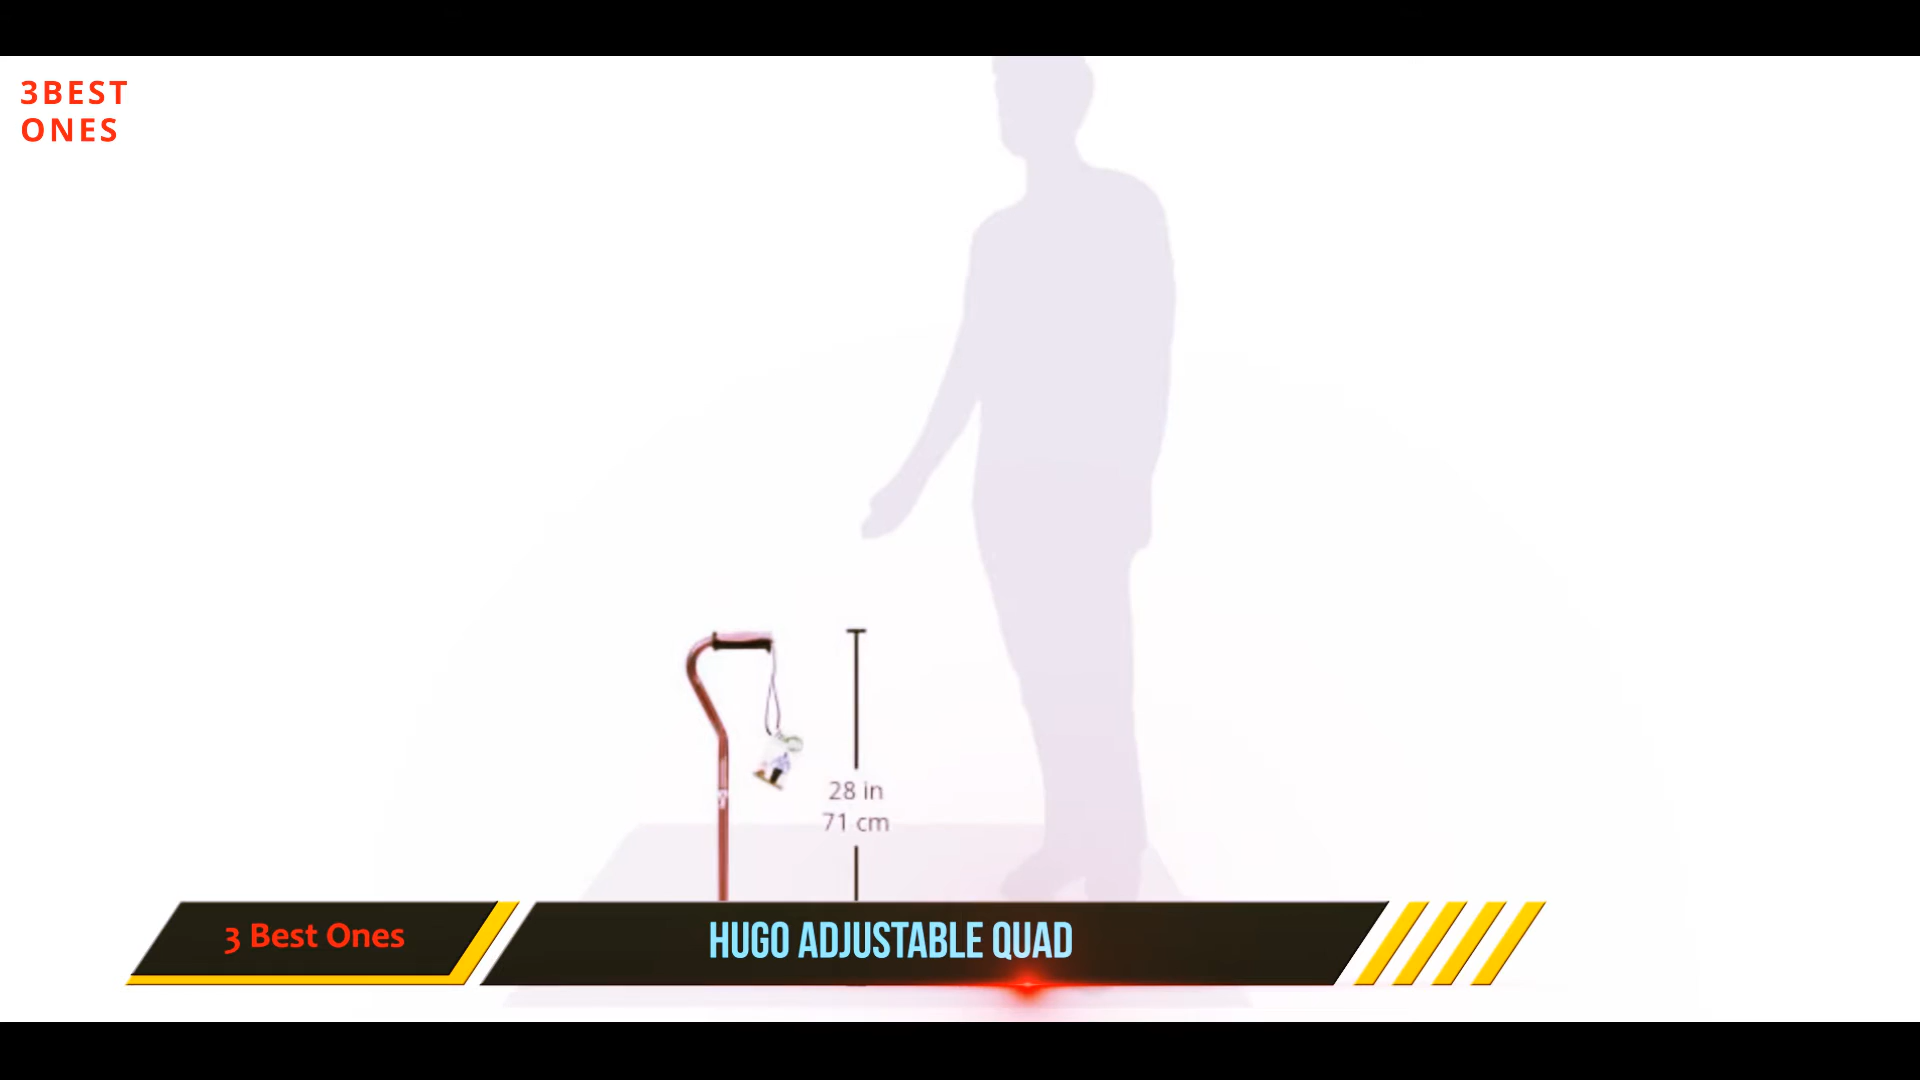 3BEST
ONES
28 in
71 cm
3 Best Ones
HUGO ADJUSTABLE QUAD